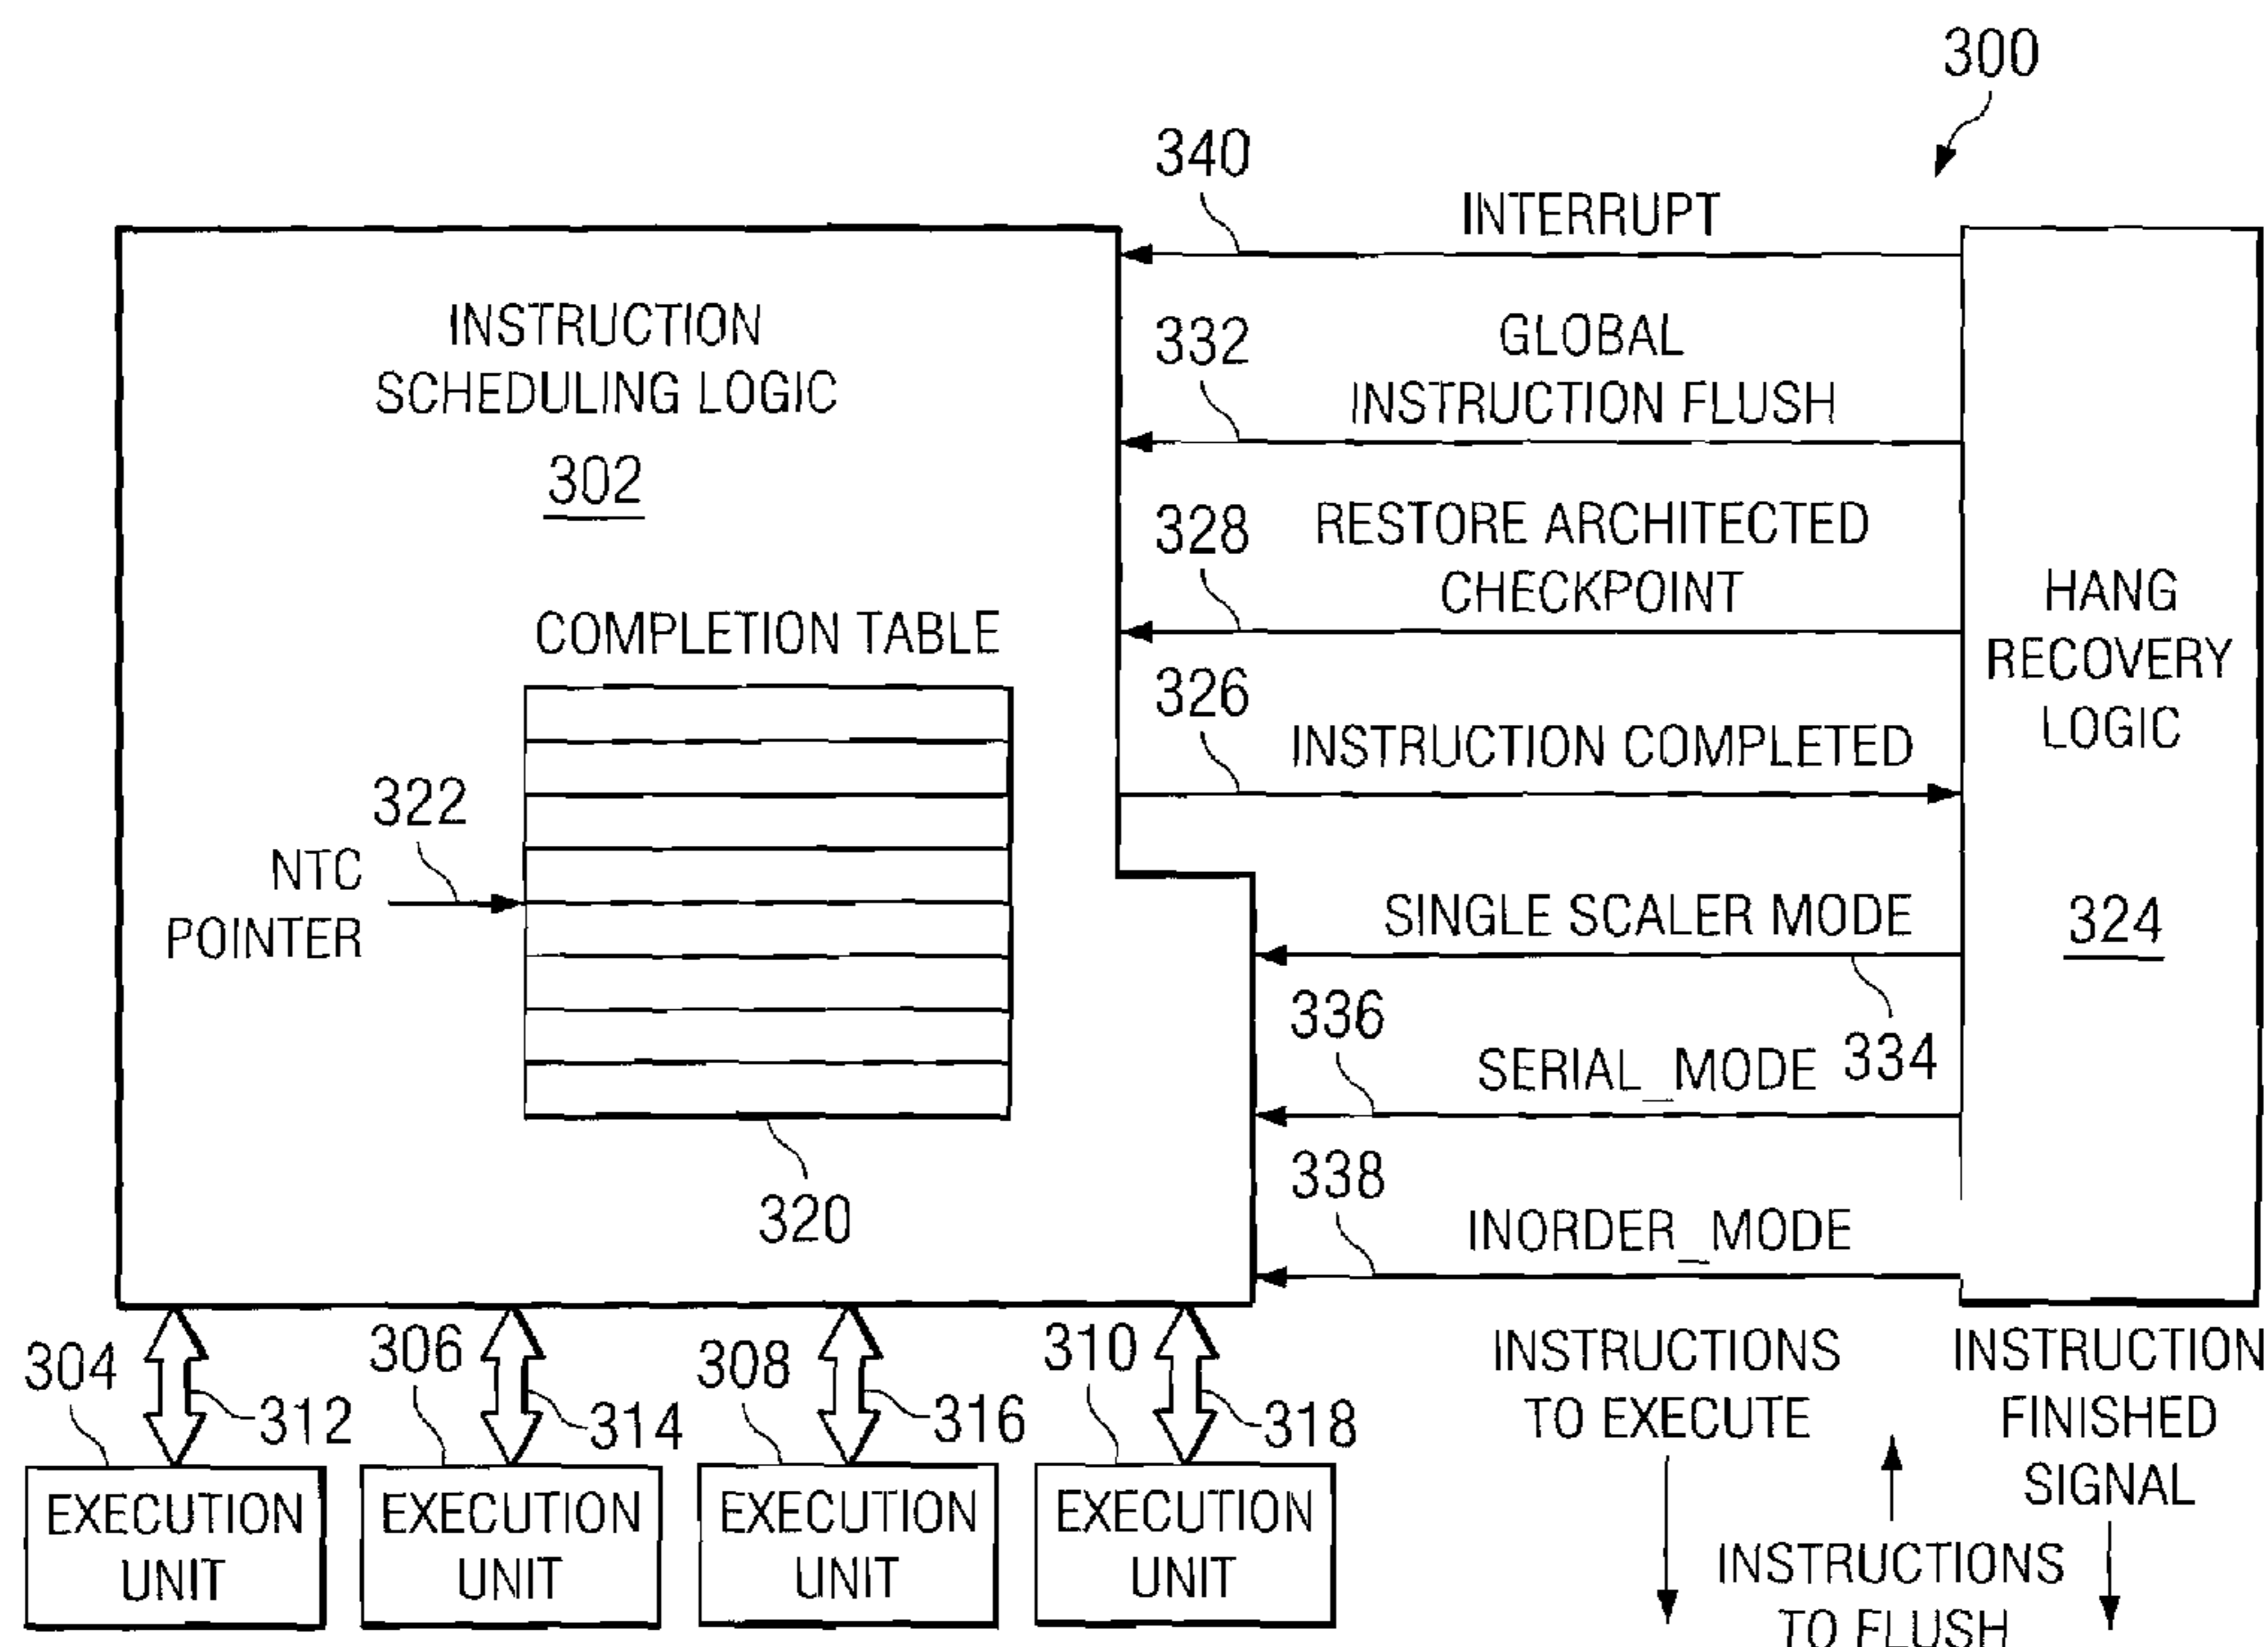 300
340
INTERRUPT
332
GLOBAL
INSTRUCTION FLUSH
INSTRUCTION
SCHEDULING LOGIC
302
328
RESTORE ARCHITECTED
CHECKPOINT
HANG
RECOVERY
LOGIC
324
COMPLETION TABLE
326
INSTRUCTION COMPLETED
322
NTC
POINTER
SINGLE SCALER MODE
334
336
SERIAL_MODE
320
338
INORDER_MODE
304
312
306
314
308
316
310
318
INSTRUCTIONS
TO EXECUTE
INSTRUCTION
FINISHED
SIGNAL
EXECUTION
UNIT
EXECUTION
UNIT
EXECUTION
UNIT
EXECUTION
UNIT
INSTRUCTIONS
TO FLUSH